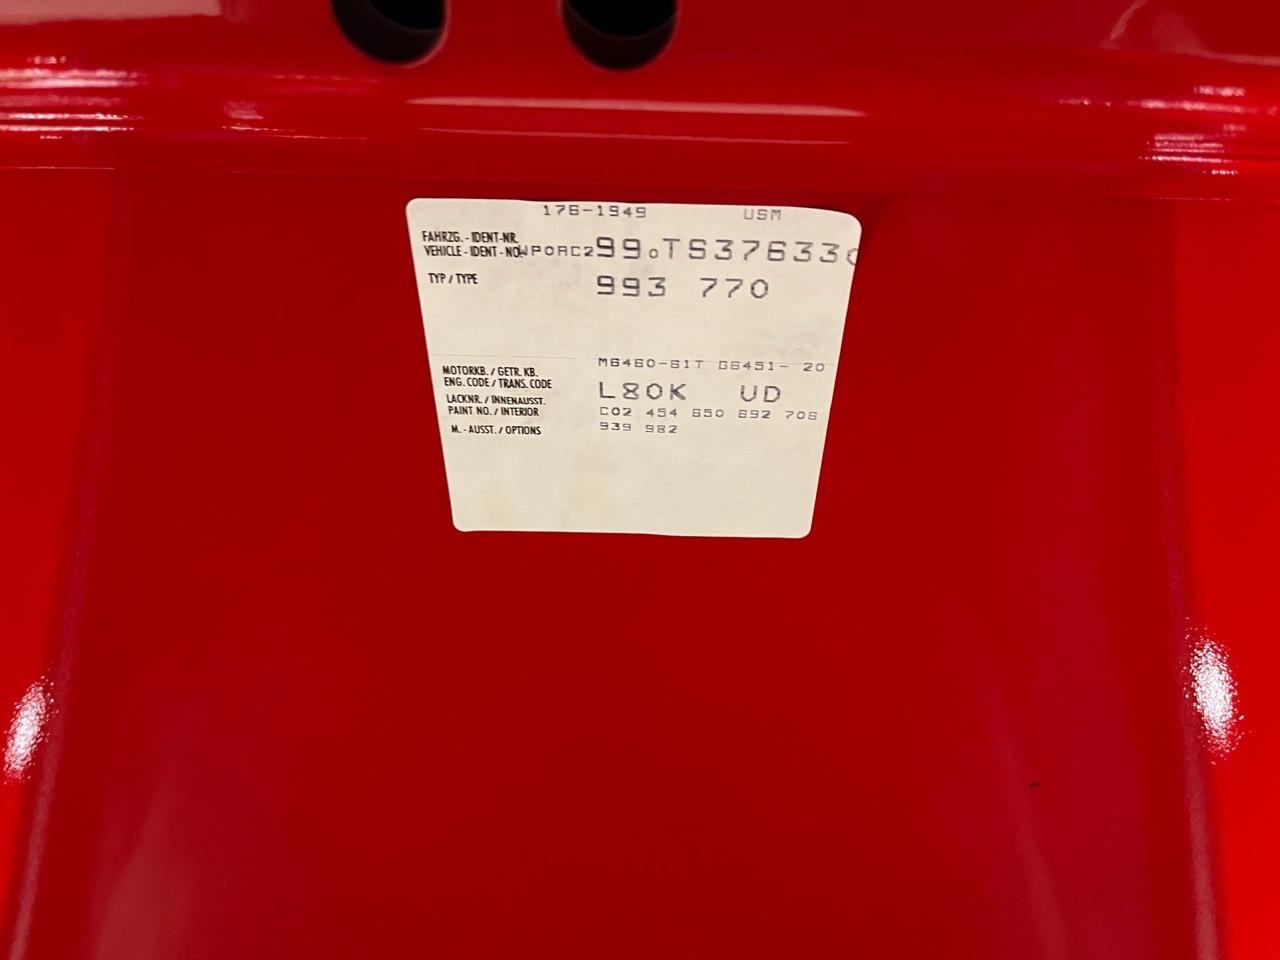 176-1949 USM
FAHRZG. - IDENT-NR.
VEHICLE - IDENT - NO. WP0AC299 0TS376330
TYP / TYPE 993 770
MOTORKB. / GETR. KB. M6460-61T G6451- 20
ENG. CODE / TRANS. CODE
LACKNR. / INNENAUSST. L80K UD
PAINT NO. / INTERIOR C02 454 650 692 706
M. - AUSST. / OPTIONS 939 982